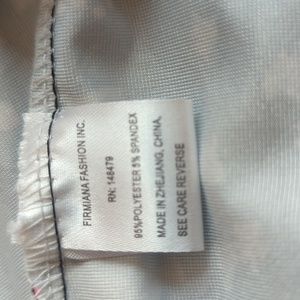 FIRMIANA FASHION INC.
RN: 148479
95%POLYESTER 5% SPANDEX
MADE IN ZHEJIANG, CHINA.
SEE CARE REVERSE